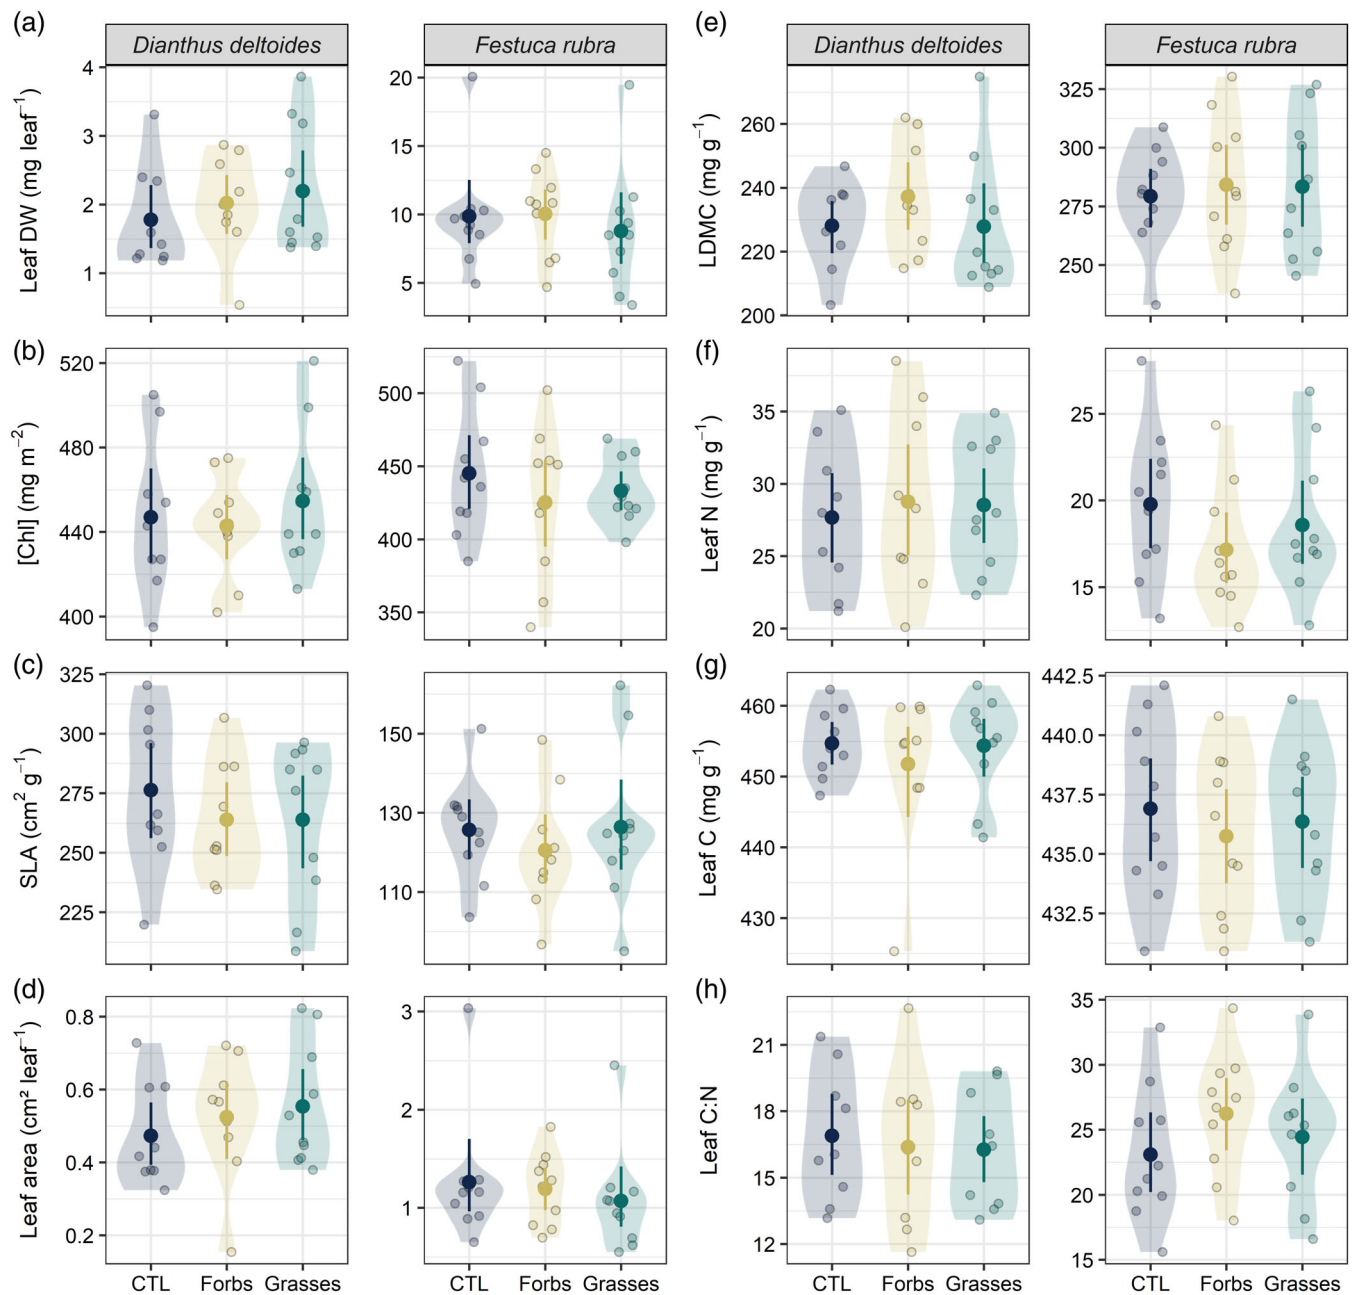 (a)
Dianthus deltoides
Festuca rubra
Leaf DW (mg leaf⁻¹)
4
3
2
1
20
15
10
5
(b)
[Chl] (mg m⁻²)
520
480
440
400
500
450
400
350
(c)
SLA (cm² g⁻¹)
325
300
275
250
225
150
130
110
(d)
Leaf area (cm² leaf⁻¹)
0.8
0.6
0.4
0.2
3
2
1
CTL Forbs Grasses
CTL Forbs Grasses
(e)
Dianthus deltoides
Festuca rubra
LDMC (mg g⁻¹)
260
240
220
200
325
300
275
250
(f)
Leaf N (mg g⁻¹)
35
30
25
20
25
20
15
(g)
Leaf C (mg g⁻¹)
460
450
440
430
442.5
440.0
437.5
435.0
432.5
(h)
Leaf C:N
21
18
15
12
35
30
25
20
15
CTL Forbs Grasses
CTL Forbs Grasses